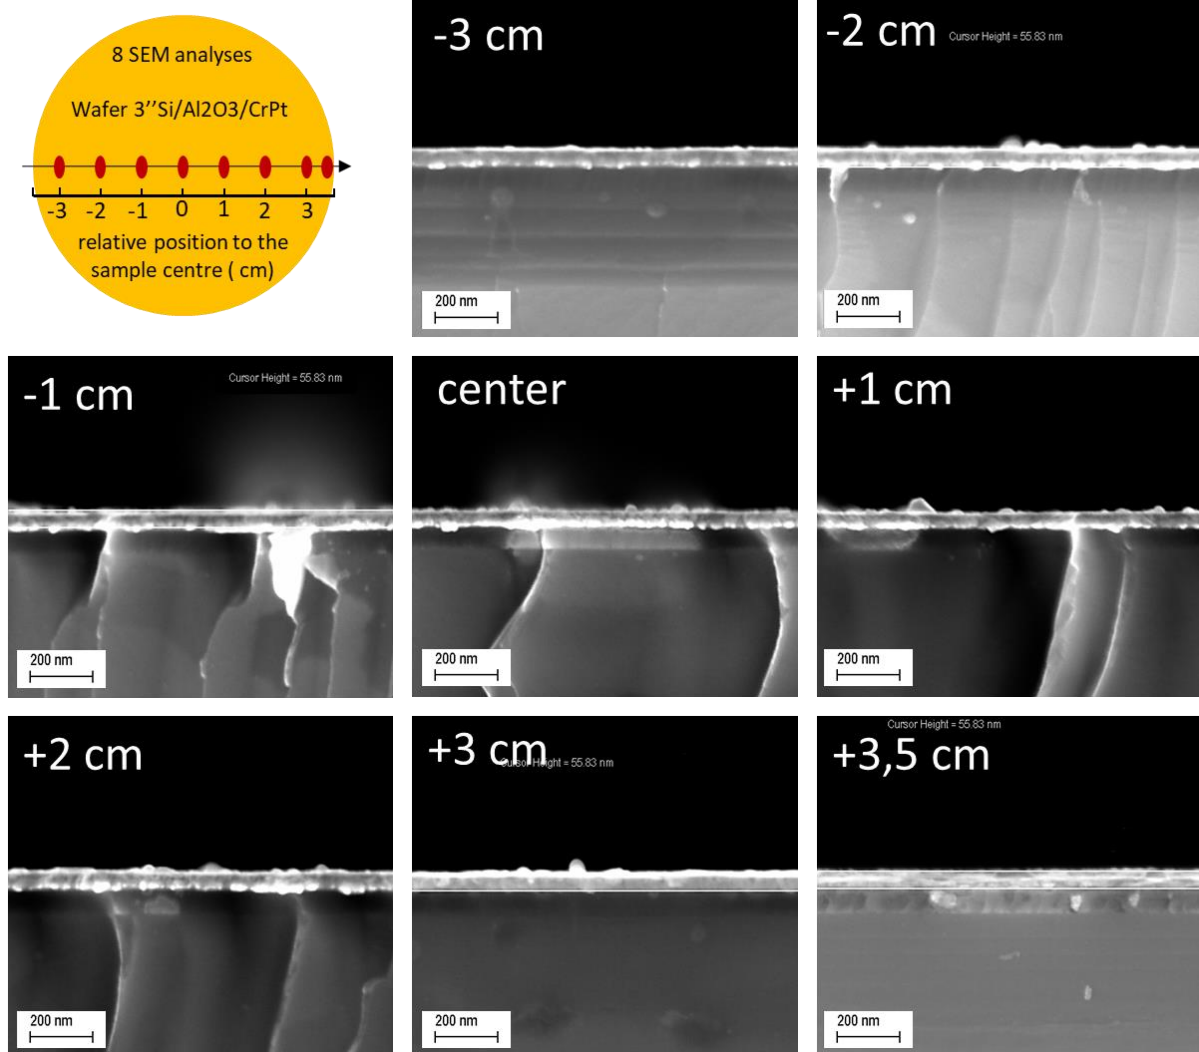 8 SEM analyses
Wafer 3’’Si/Al2O3/CrPt
-3 -2 -1 0 1 2 3
relative position to the
sample centre ( cm)
-3 cm
200 nm
-2 cm
Cursor Height = 55.83 nm
200 nm
-1 cm
Cursor Height = 55.83 nm
200 nm
center
200 nm
+1 cm
200 nm
+2 cm
200 nm
+3 cm
Cursor Height = 55.83 nm
200 nm
Cursor Height = 55.83 nm
+3,5 cm
200 nm